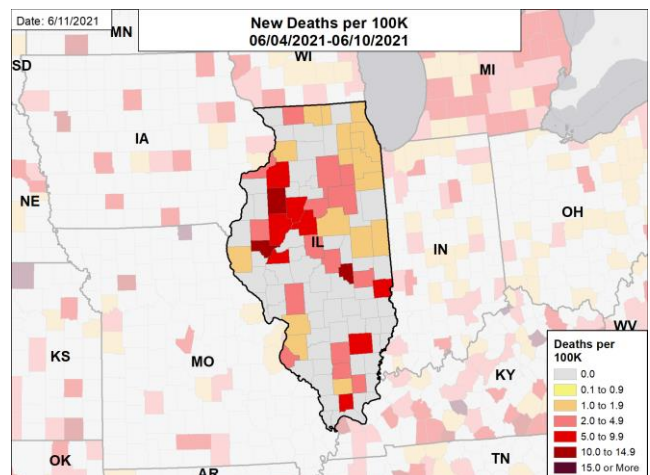 Date: 6/11/2021
New Deaths per 100K
06/04/2021-06/10/2021
MN
WI
SD
MI
IA
NE
OH
IL
IN
WV
KS
MO
KY
OK
AR
TN
Deaths per
100K
0.0
0.1 to 0.9
1.0 to 1.9
2.0 to 4.9
5.0 to 9.9
10.0 to 14.9
15.0 or More